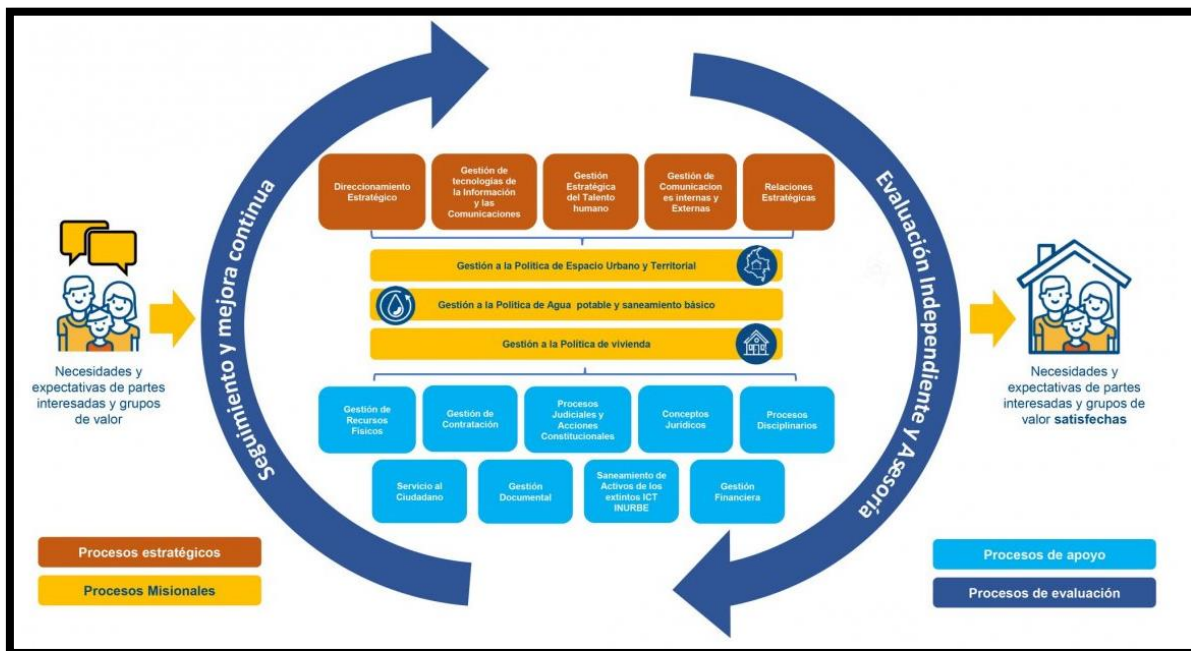 Seguimiento y mejora continua
Evaluación Independiente y Asesoría
Direccionamiento
Estratégico
Gestión de
tecnologías de
la Información
y las
Comunicaciones
Gestión
Estratégica
del Talento
humano
Gestión de
Comunicacion
es internas y
Externas
Relaciones
Estratégicas
Gestión a la Política de Espacio Urbano y Territorial
Gestión a la Política de Agua potable y saneamiento básico
Gestión a la Política de vivienda
Necesidades y
expectativas de partes
interesadas y grupos
de valor
Necesidades y
expectativas de partes
interesadas y grupos de
valor satisfechas
Gestión de
Recursos
Físicos
Gestión de
Contratación
Procesos
Judiciales y
Acciones
Constitucionales
Conceptos
Jurídicos
Procesos
Disciplinarios
Servicio al
Ciudadano
Gestión
Documental
Saneamiento de
Activos de los
extintos ICT
INURBE
Gestión
Financiera
Procesos estratégicos
Procesos Misionales
Procesos de apoyo
Procesos de evaluación